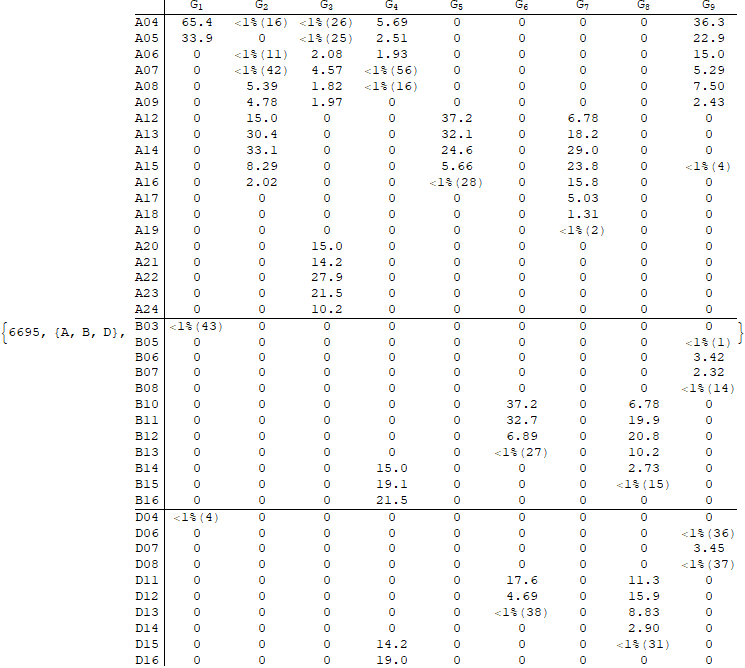 G1 G2 G3 G4 G5 G6 G7 G8 G9
A04 65.4 <1%(16) <1%(26) 5.69 0 0 0 0 36.3
A05 33.9 0 <1%(25) 2.51 0 0 0 0 22.9
A06 0 <1%(11) 2.08 1.93 0 0 0 0 15.0
A07 0 <1%(42) 4.57 <1%(56) 0 0 0 0 5.29
A08 0 5.39 1.82 <1%(16) 0 0 0 0 7.50
A09 0 4.78 1.97 0 0 0 0 0 2.43
A12 0 15.0 0 0 37.2 0 6.78 0 0
A13 0 30.4 0 0 32.1 0 18.2 0 0
A14 0 33.1 0 0 24.6 0 29.0 0 0
A15 0 8.29 0 0 5.66 0 23.8 0 <1%(4)
A16 0 2.02 0 0 <1%(28) 0 15.8 0 0
A17 0 0 0 0 0 0 5.03 0 0
A18 0 0 0 0 0 0 1.31 0 0
A19 0 0 0 0 0 0 <1%(2) 0 0
A20 0 0 15.0 0 0 0 0 0 0
A21 0 0 14.2 0 0 0 0 0 0
A22 0 0 27.9 0 0 0 0 0 0
A23 0 0 21.5 0 0 0 0 0 0
A24 0 0 10.2 0 0 0 0 0 0
{6695, {A, B, D}, B03 <1%(43) 0 0 0 0 0 0 0 0 }
B05 0 0 0 0 0 0 0 0 <1%(1)
B06 0 0 0 0 0 0 0 0 3.42
B07 0 0 0 0 0 0 0 0 2.32
B08 0 0 0 0 0 0 0 0 <1%(14)
B10 0 0 0 0 0 37.2 0 6.78 0
B11 0 0 0 0 0 32.7 0 19.9 0
B12 0 0 0 0 0 6.89 0 20.8 0
B13 0 0 0 0 0 <1%(27) 0 10.2 0
B14 0 0 0 15.0 0 0 0 2.73 0
B15 0 0 0 19.1 0 0 0 <1%(15) 0
B16 0 0 0 21.5 0 0 0 0 0
D04 <1%(4) 0 0 0 0 0 0 0 0
D06 0 0 0 0 0 0 0 0 <1%(36)
D07 0 0 0 0 0 0 0 0 3.45
D08 0 0 0 0 0 0 0 0 <1%(37)
D11 0 0 0 0 0 17.6 0 11.3 0
D12 0 0 0 0 0 4.69 0 15.9 0
D13 0 0 0 0 0 <1%(38) 0 8.83 0
D14 0 0 0 0 0 0 0 2.90 0
D15 0 0 0 14.2 0 0 0 <1%(31) 0
D16 0 0 0 19.0 0 0 0 0 0